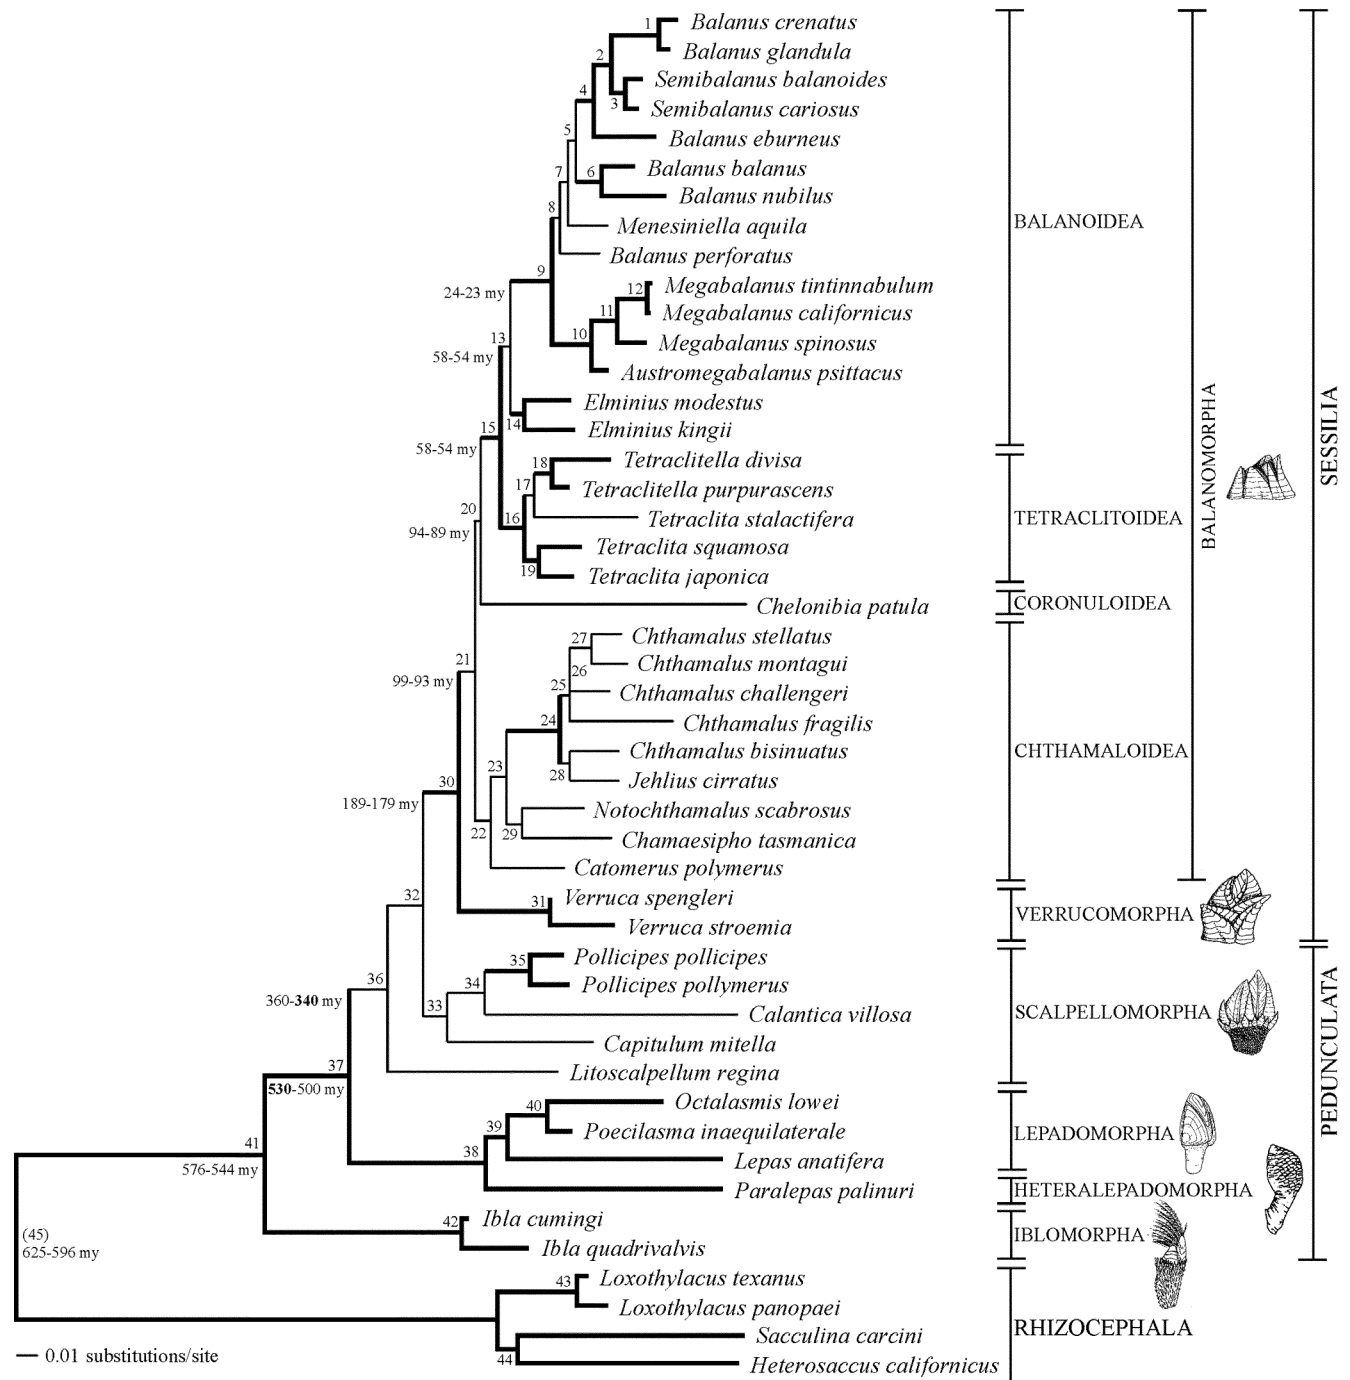 1
Balanus crenatus
Balanus glandula
2
Semibalanus balanoides
4
3
Semibalanus cariosus
5
Balanus eburneus
7
6
Balanus balanus
Balanus nubilus
8
Menesiniella aquila
BALANOIDEA
Balanus perforatus
9
24-23 my
12
Megabalanus tintinnabulum
11
Megabalanus californicus
13
10
Megabalanus spinosus
58-54 my
Austromegabalanus psittacus
Elminius modestus
15
14
Elminius kingii
58-54 my
18
Tetraclitella divisa
17
Tetraclitella purpurascens
20
16
Tetraclita stalactifera
TETRACLITOIDEA
94-89 my
Tetraclita squamosa
19
Tetraclita japonica
Chelonibia patula
CORONULOIDEA
BALANOMORPHA
SESSILIA
27
Chthamalus stellatus
21
26
Chthamalus montagui
99-93 my
25
Chthamalus challengeri
24
Chthamalus fragilis
23
Chthamalus bisinuatus
CHTHAMALOIDEA
30
28
Jehlius cirratus
189-179 my
Notochthamalus scabrosus
22
29
Chamaesipho tasmanica
Catomerus polymerus
32
31
Verruca spengleri
VERRUCOMORPHA
Verruca stroemia
35
Pollicipes pollicipes
36
34
Pollicipes pollymerus
360-340 my
33
Calantica villosa
SCALPELLOMORPHA
Capitulum mitella
37
Litoscalpellum regina
530-500 my
40
Octalasmis lowei
39
Poecilasma inaequilaterale
LEPADOMORPHA
PEDUNCULATA
41
38
Lepas anatifera
576-544 my
Paralepas palinuri
HETERALEPADOMORPHA
42
Ibla cumingi
(45)
625-596 my
Ibla quadrivalvis
IBLOMORPHA
43
Loxothylacus texanus
Loxothylacus panopaei
RHIZOCEPHALA
Sacculina carcini
44
Heterosaccus californicus
0.01 substitutions/site